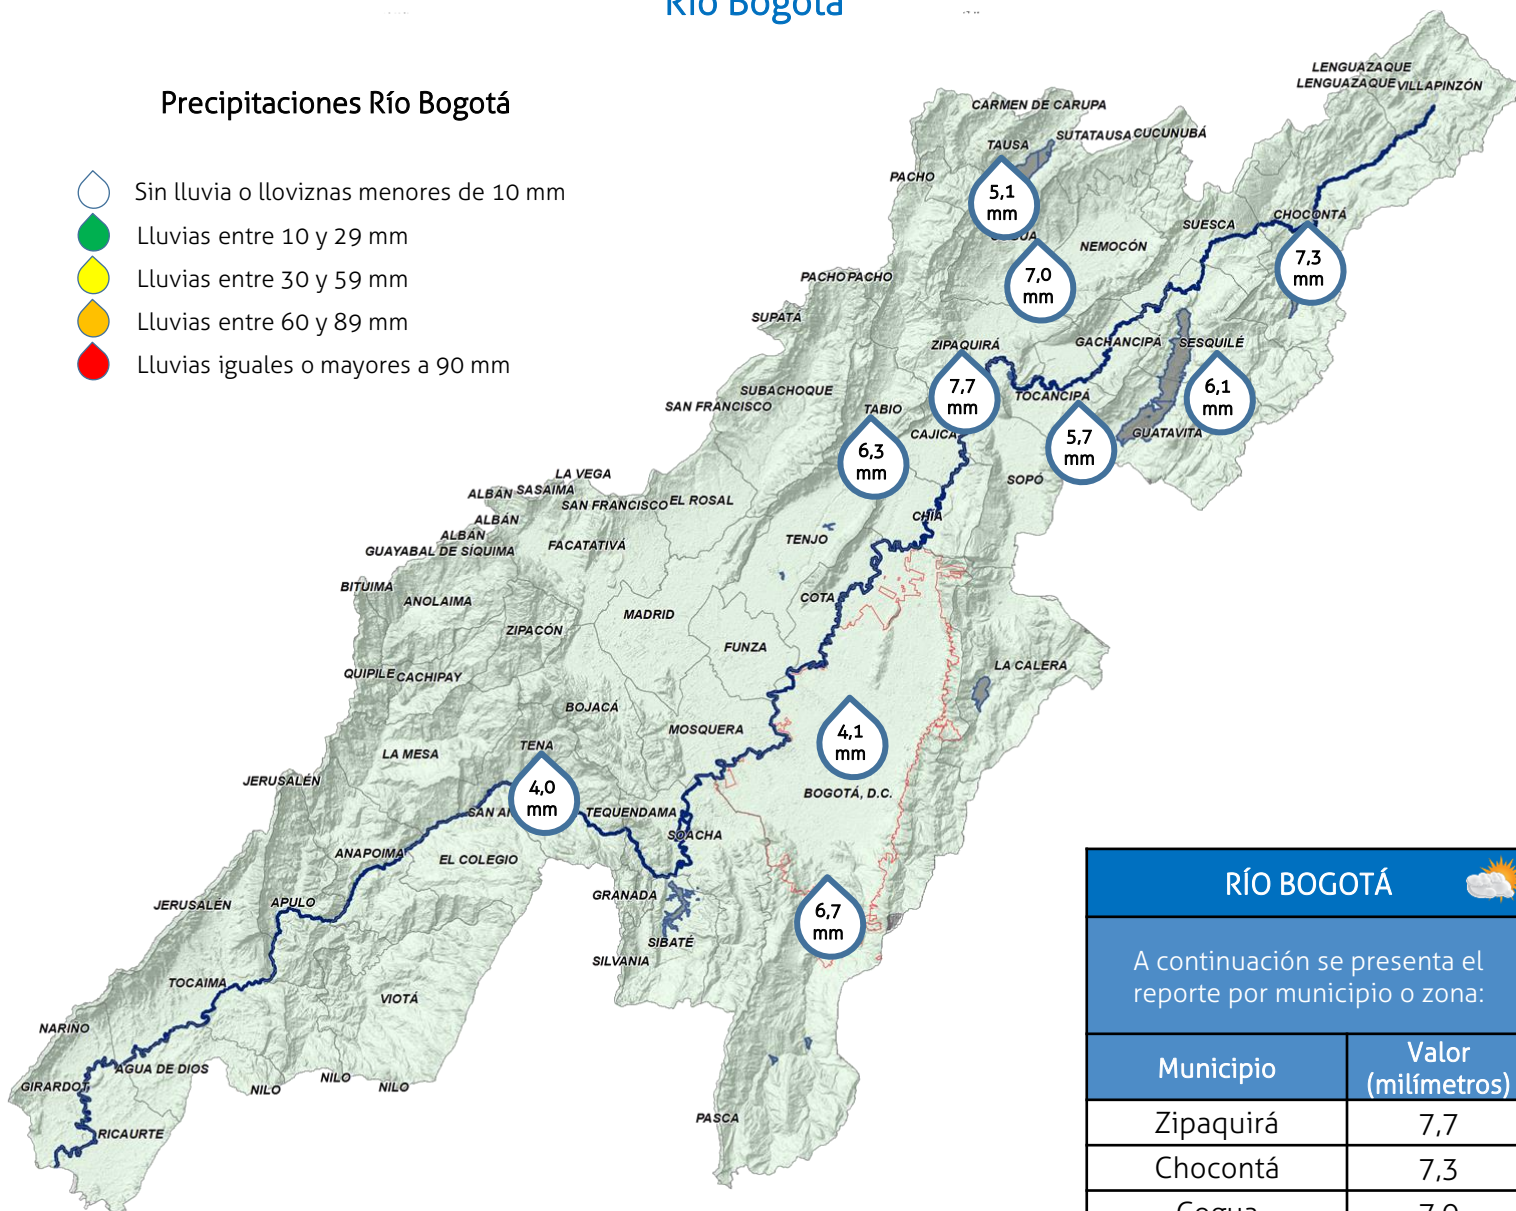 Río Bogotá
Precipitaciones Río Bogotá
Sin lluvia o lloviznas menores de 10 mm
Lluvias entre 10 y 29 mm
Lluvias entre 30 y 59 mm
Lluvias entre 60 y 89 mm
Lluvias iguales o mayores a 90 mm
LENGUAZAQUE
LENGUAZAQUE VILLAPINZÓN
CARMEN DE CARUPA
SUTATAUSA CUCUNUBÁ
TAUSA
PACHO
5,1
mm
CHOCONTÁ
SUESCA
NEMOCÓN
7,3
mm
7,0
mm
PACHO PACHO
SUPATÁ
ZIPAQUIRÁ
GACHANCIPÁ
SESQUILÉ
7,7
mm
6,1
mm
SUBACHOQUE
SAN FRANCISCO
TABIO
TOCANCIPÁ
CAJICÁ
5,7
mm
GUATAVITA
6,3
mm
SOPÓ
LA VEGA
ALBÁN SASAIMA
SAN FRANCISCO EL ROSAL
ALBÁN
CHÍA
ALBÁN
GUAYABAL DE SÍQUIMA
FACATATIVÁ
TENJO
BITUIMA
ANOLAIMA
COTA
MADRID
ZIPACÓN
FUNZA
LA CALERA
QUIPILE CACHIPAY
BOJACÁ
MOSQUERA
4,1
mm
TENA
LA MESA
JERUSALÉN
BOGOTÁ, D.C.
4,0
mm
SAN AN
TEQUENDAMA
SOACHA
ANAPOIMA
EL COLEGIO
GRANADA
JERUSALÉN
APULO
6,7
mm
SIBATÉ
SILVANIA
TOCAIMA
VIOTÁ
NARIÑO
AGUA DE DIOS
GIRARDOT
NILO
NILO
NILO
RICAURTE
PASCA
RÍO BOGOTÁ
A continuación se presenta el
reporte por municipio o zona:
Municipio
Valor
(milímetros)
Zipaquirá 7,7
Chocontá 7,3
Cogua 7,0